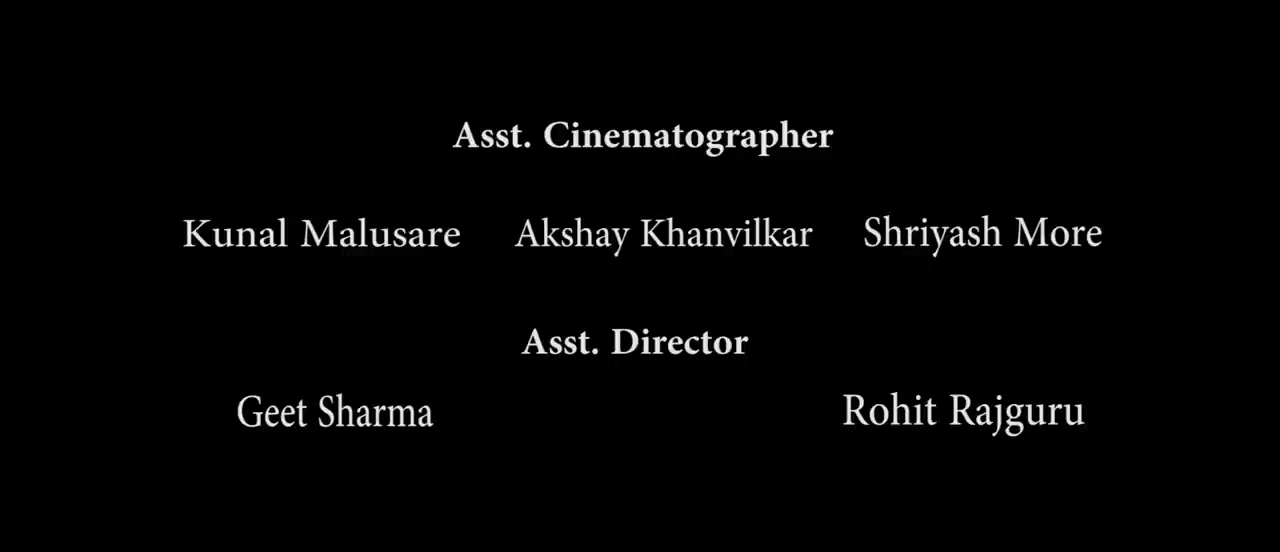 Asst. Cinematographer
Kunal Malusare Akshay Khanvilkar Shriyash More
Asst. Director
Geet Sharma Rohit Rajguru